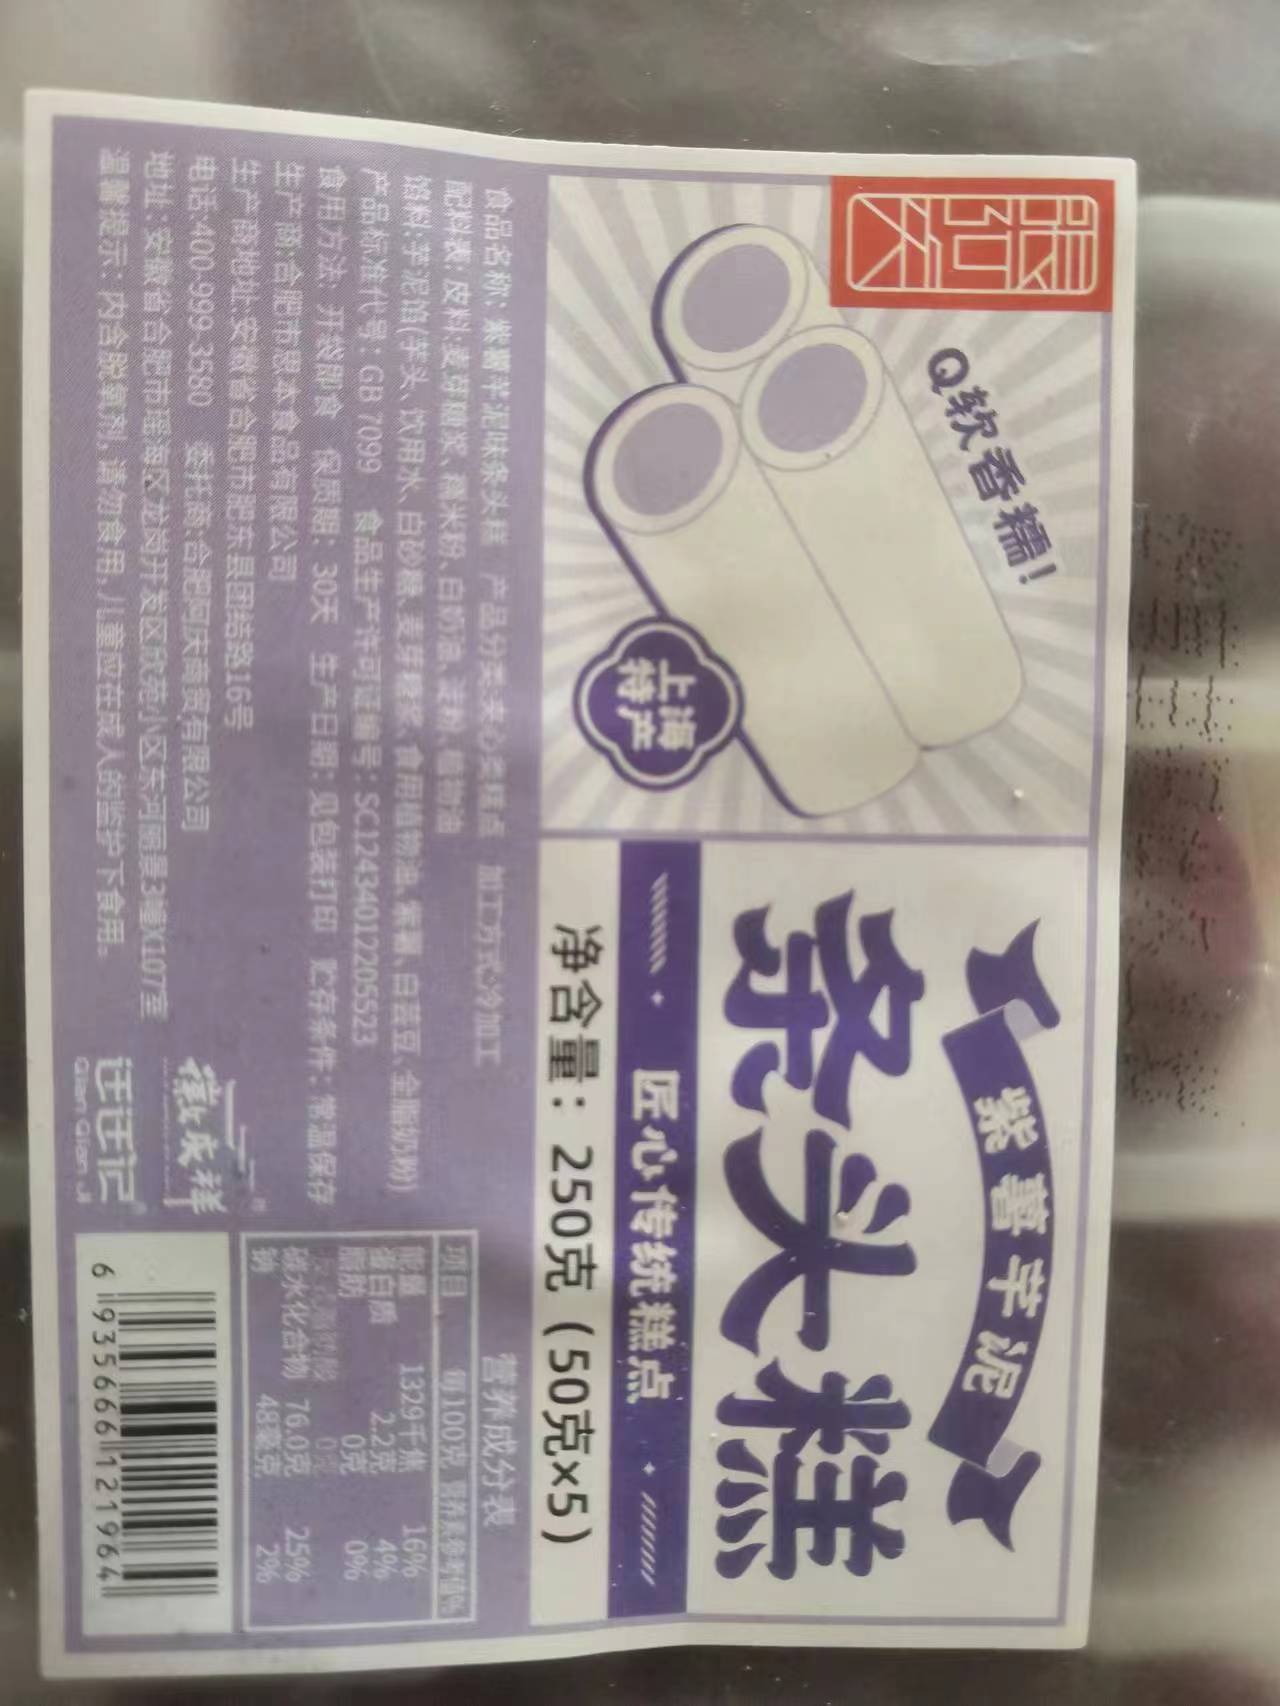 張紀天
Q软香糯!
上海
特产
紫薯芋泥
条头糕
匠心传统糕点
净含量：250克（50克×5）
食品名称：紫薯芋泥味条头糕 产品分类:夹心类糕点 加工方式:冷加工
配料表：皮料:麦芽糖浆、糯米粉、白奶油、淀粉、植物油
馅料:芋泥馅(芋头、饮用水、白砂糖、麦芽糖浆、食用植物油、紫薯、白芸豆、全脂奶粉)
产品标准代号：GB 7099 食品生产许可证编号：SC12434012205523
食用方法：开袋即食 保质期：30天 生产日期:见包装打印 贮存条件：常温保存
生产商:合肥市思本食品有限公司
生产商地址:安徽省合肥市肥东县团结路16号
电话:400-999-3580 委托商:合肥阿庆商贸有限公司
地址：安徽省合肥市瑶海区龙岗开发区欣苑小区东河丽景3幢X107室
温馨提示：内含脱氧剂，请勿食用，儿童应在成人的监护下食用。
徽成祥
迁迁记
Qian Qian Ji
营养成分表
项目 每100克 营养素参考值%
能量 1329千焦 16%
蛋白质 2.2克 4%
脂肪 0克 0%
碳水化合物 76.0克 25%
钠 48毫克 2%
6 935666 121964